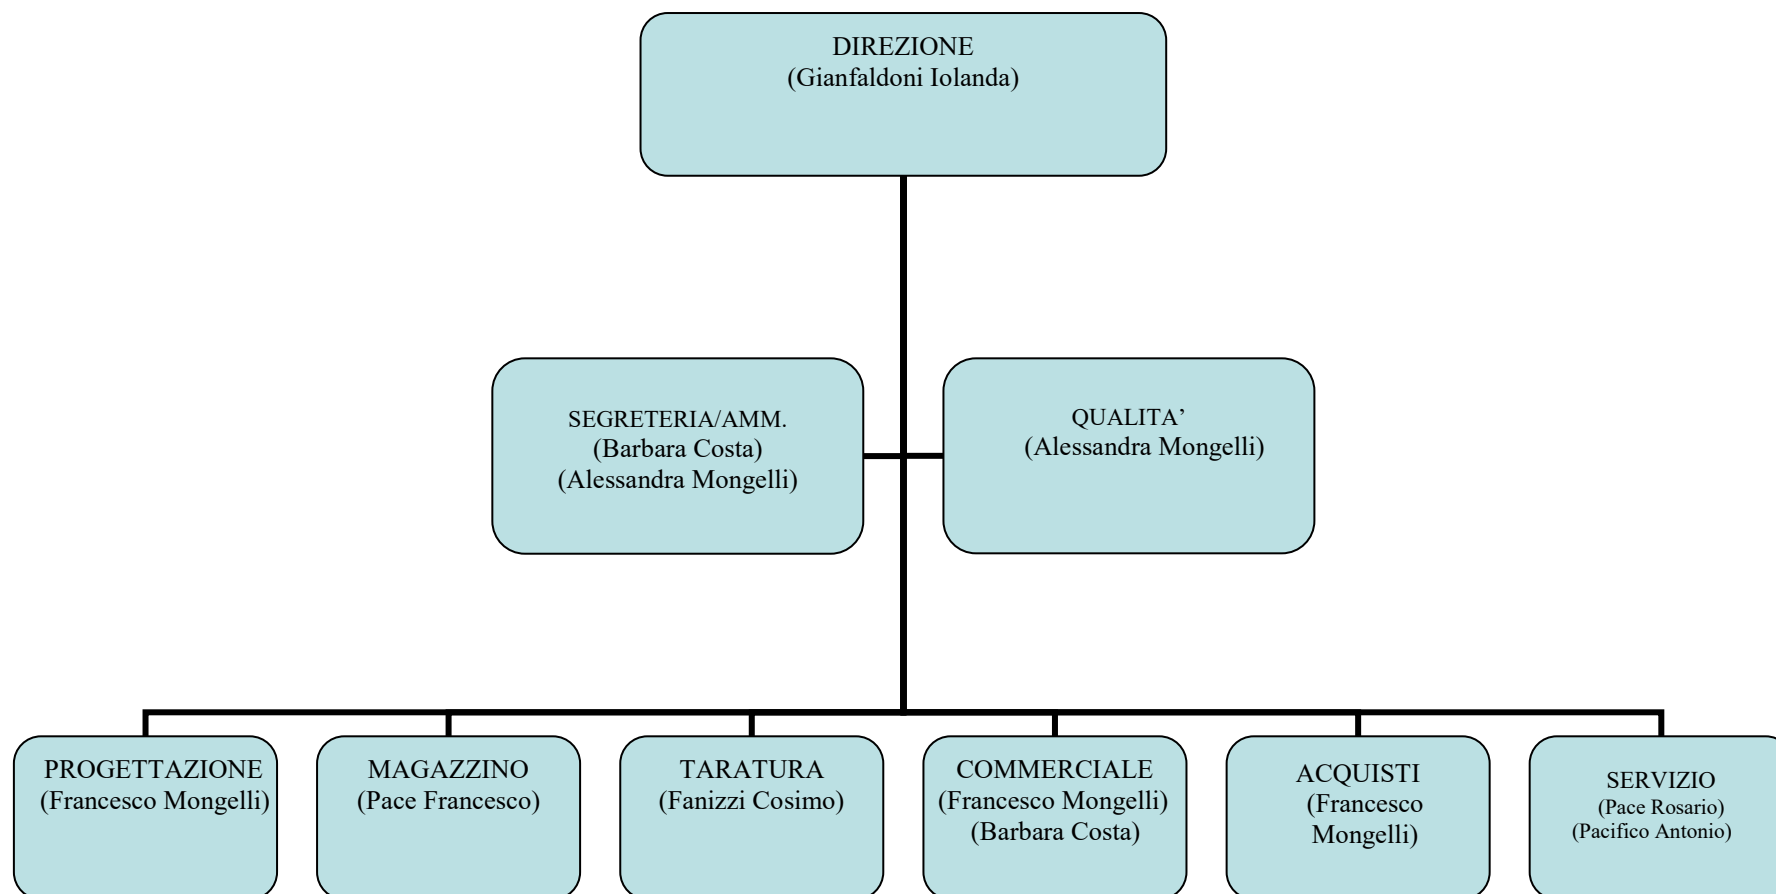 DIREZIONE
(Gianfaldoni Iolanda)
SEGRETERIA/AMM.
(Barbara Costa)
(Alessandra Mongelli)
QUALITA’
(Alessandra Mongelli)
PROGETTAZIONE
(Francesco Mongelli)
MAGAZZINO
(Pace Francesco)
TARATURA
(Fanizzi Cosimo)
COMMERCIALE
(Francesco Mongelli)
(Barbara Costa)
ACQUISTI
(Francesco
Mongelli)
SERVIZIO
(Pace Rosario)
(Pacifico Antonio)